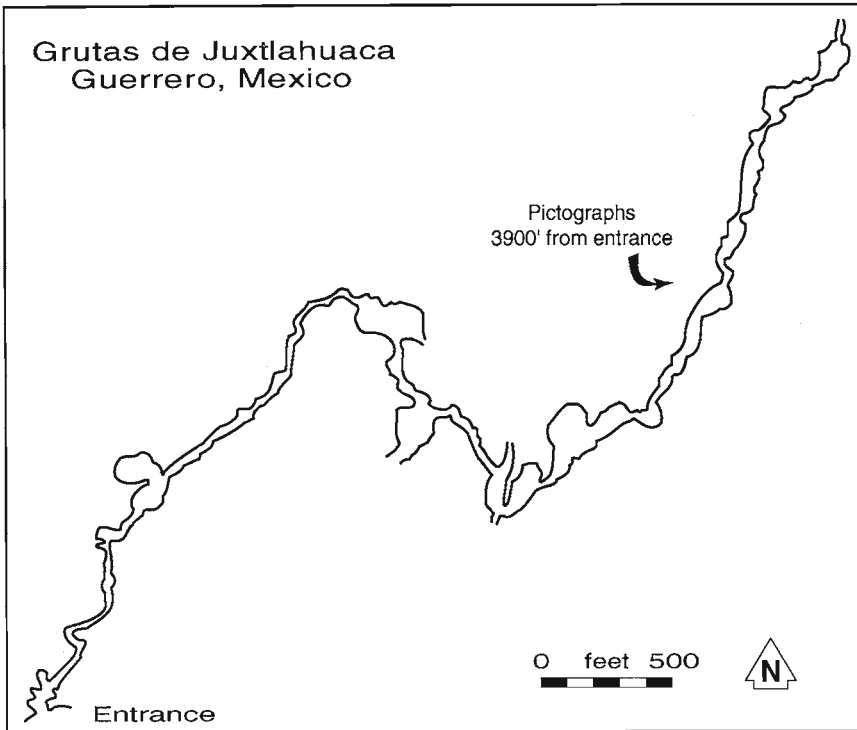 Grutas de Juxtlahuaca
Guerrero, Mexico
Pictographs
3900' from entrance
0 feet 500
N
Entrance